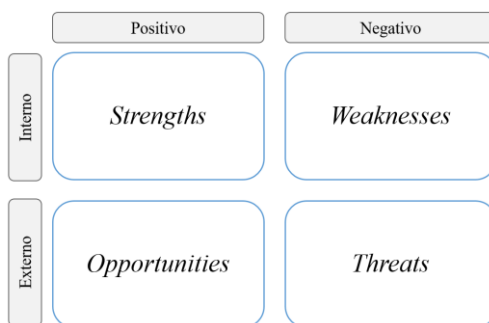 Positivo
Negativo
Interno
Strengths
Weaknesses
Externo
Opportunities
Threats